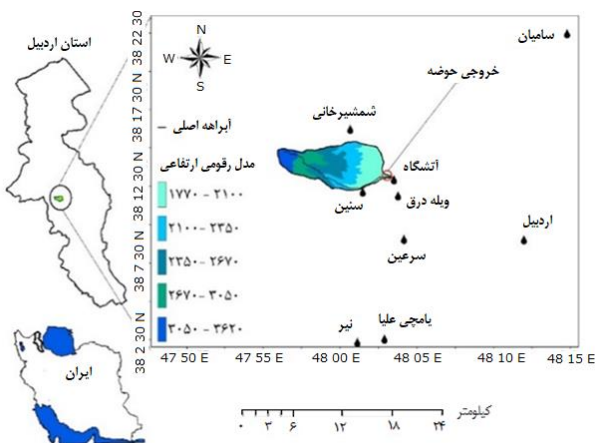 استان اردبیل
N
W
E
S
آبراهه اصلی
مدل رقومی ارتفاعی
۱۷۷۰ - ۲۱۰۰
۲۱۰۰ - ۲۳۵۰
۲۳۵۰ - ۲۶۷۰
۲۶۷۰ - ۳۰۵۰
۳۰۵۰ - ۳۶۲۰
سامیان
خروجی حوضه
شمشیرخانی
آتشگاه
ویله درق
سنین
سرعین
اردبیل
یامچی علیا
نیر
ایران
38 22 30
38 17 30 N
38 12 30 N
38 7 30 N
38 2 30 N
47 50 E
47 55 E
48 00 E
48 05 E
48 10 E
48 15 E
کیلومتر
۰ ۳ ۶ ۱۲ ۱۸ ۲۴